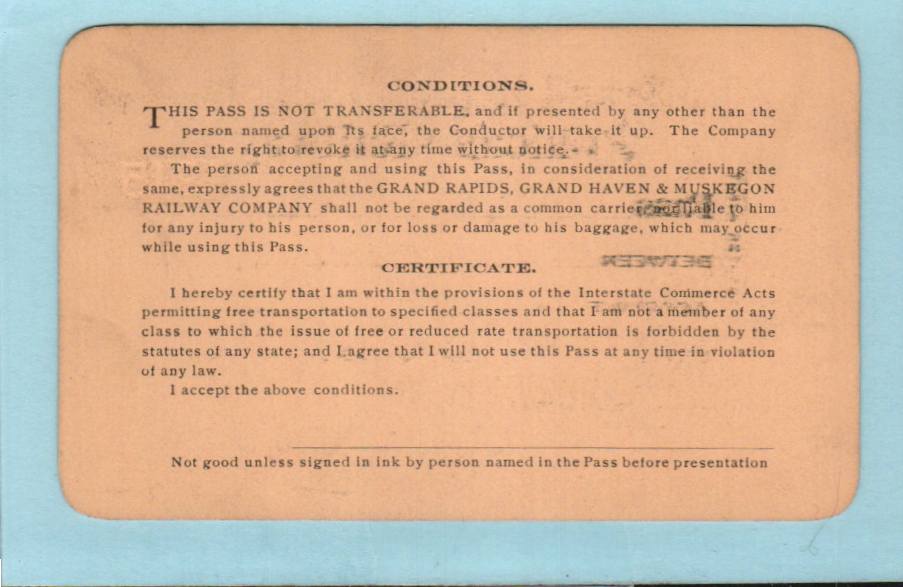 CONDITIONS.
THIS PASS IS NOT TRANSFERABLE, and if presented by any other than the
person named upon its face, the Conductor will take it up. The Company
reserves the right to revoke it at any time without notice.
The person accepting and using this Pass, in consideration of receiving the
same, expressly agrees that the GRAND RAPIDS, GRAND HAVEN & MUSKEGON
RAILWAY COMPANY shall not be regarded as a common carrier, nor liable to him
for any injury to his person, or for loss or damage to his baggage, which may occur
while using this Pass.
CERTIFICATE.
I hereby certify that I am within the provisions of the Interstate Commerce Acts
permitting free transportation to specified classes and that I am not a member of any
class to which the issue of free or reduced rate transportation is forbidden by the
statutes of any state; and I agree that I will not use this Pass at any time in violation
of any law.
I accept the above conditions.
Not good unless signed in ink by person named in the Pass before presentation